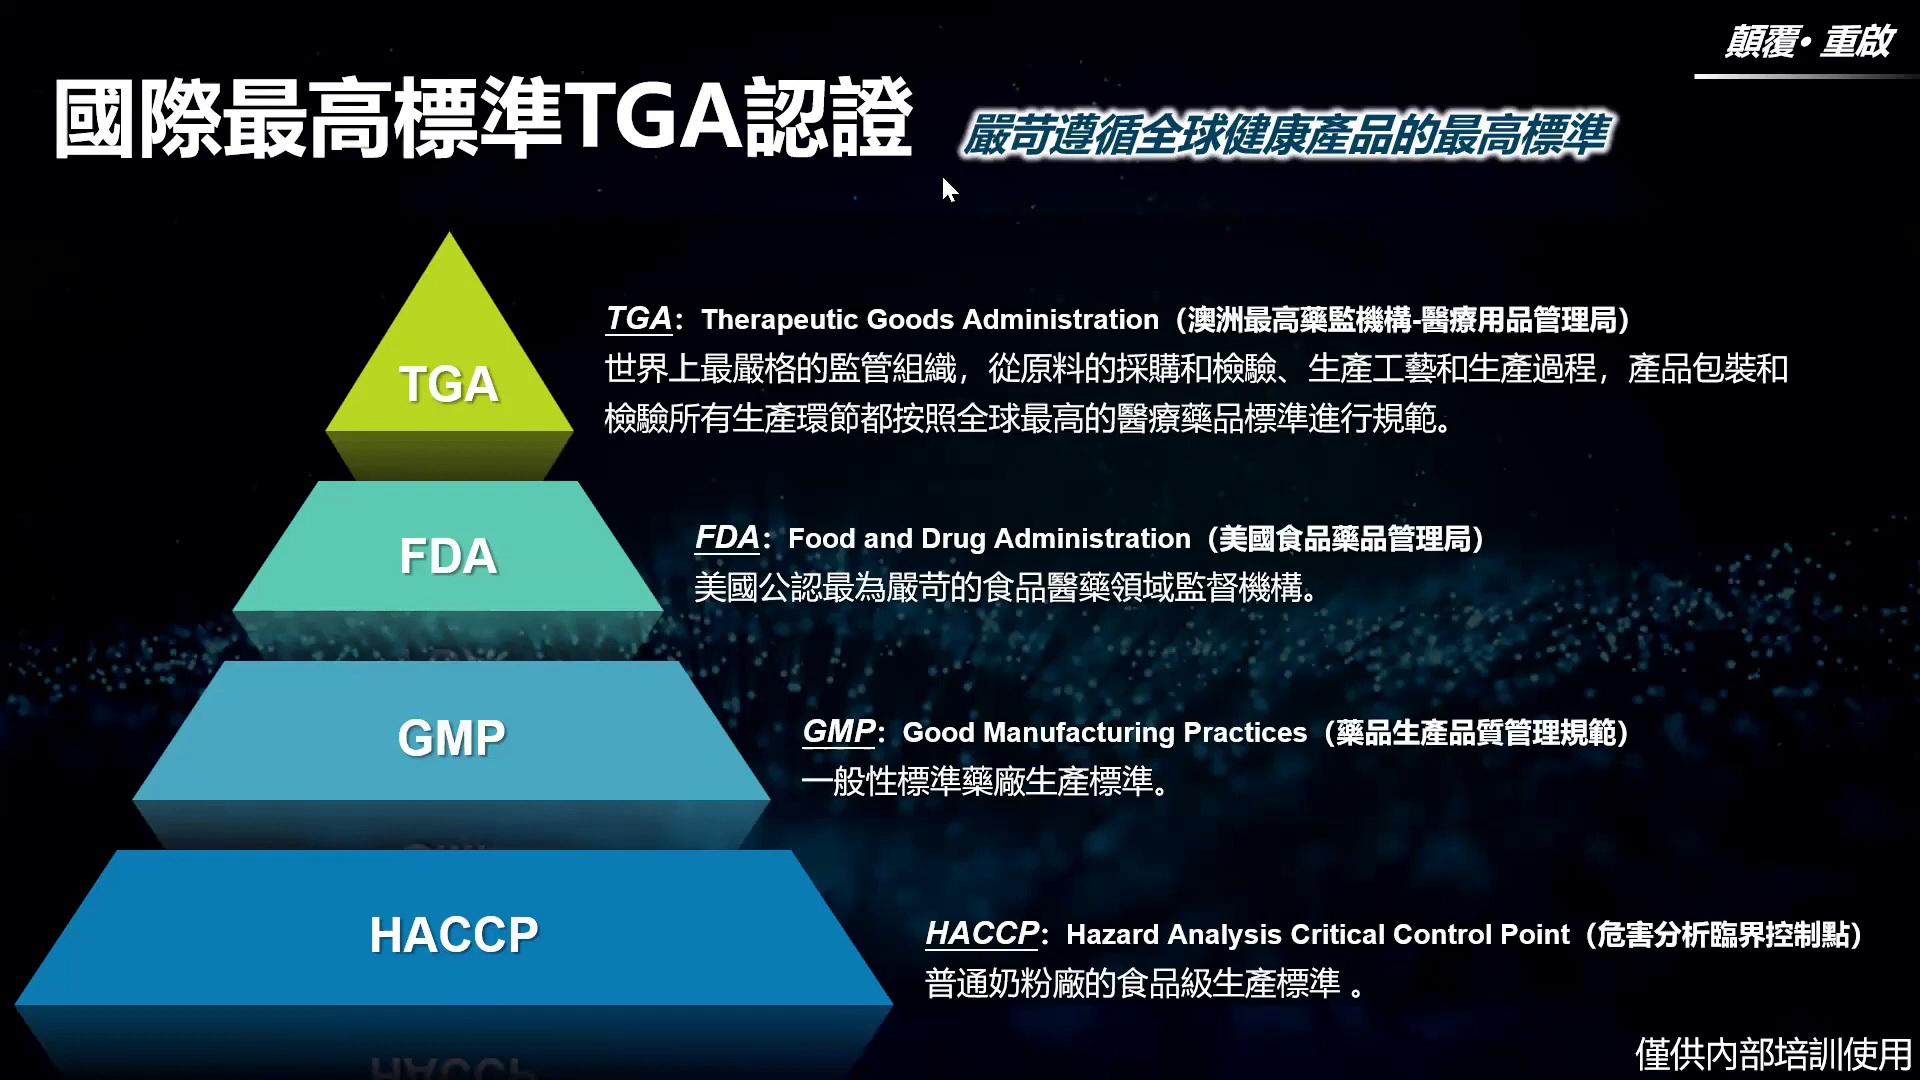 顛覆• 重啟
國際最高標準TGA認證
嚴苛遵循全球健康產品的最高標準
TGA
TGA：Therapeutic Goods Administration（澳洲最高藥監機構-醫療用品管理局）
世界上最嚴格的監管組織，從原料的採購和檢驗、生產工藝和生產過程，產品包裝和
檢驗所有生產環節都按照全球最高的醫療藥品標準進行規範。
FDA
FDA：Food and Drug Administration（美國食品藥品管理局）
美國公認最為嚴苛的食品醫藥領域監督機構。
GMP
GMP：Good Manufacturing Practices（藥品生產品質管理規範）
一般性標準藥廠生產標準。
HACCP
HACCP：Hazard Analysis Critical Control Point（危害分析臨界控制點）
普通奶粉廠的食品級生產標準 。
僅供內部培訓使用